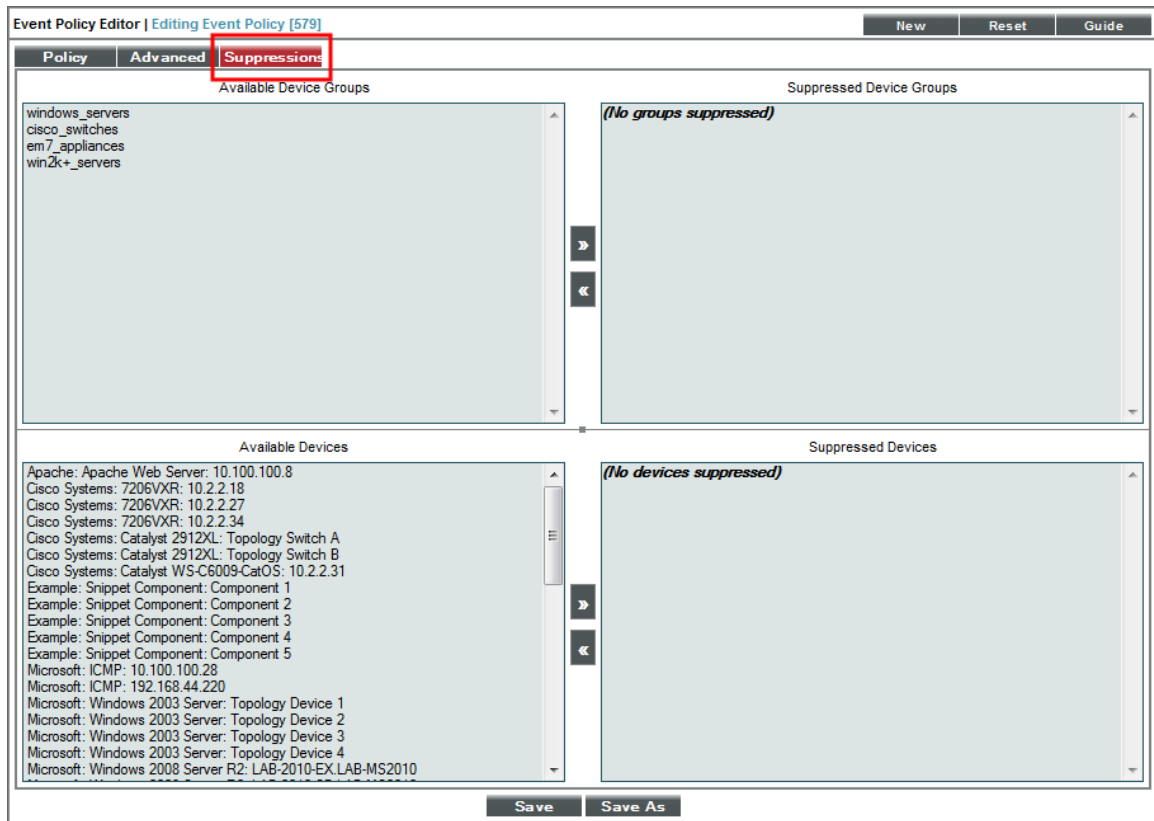 Event Policy Editor | Editing Event Policy [579]
New
Reset
Guide
Policy
Advanced
Suppressions
Available Device Groups
Suppressed Device Groups
windows_servers
cisco_switches
em7_appliances
win2k+_servers
(No groups suppressed)
»
«
Available Devices
Suppressed Devices
Apache: Apache Web Server: 10.100.100.8
Cisco Systems: 7206VXR: 10.2.2.18
Cisco Systems: 7206VXR: 10.2.2.27
Cisco Systems: 7206VXR: 10.2.2.34
Cisco Systems: Catalyst 2912XL: Topology Switch A
Cisco Systems: Catalyst 2912XL: Topology Switch B
Cisco Systems: Catalyst WS-C6009-CatOS: 10.2.2.31
Example: Snippet Component: Component 1
Example: Snippet Component: Component 2
Example: Snippet Component: Component 3
Example: Snippet Component: Component 4
Example: Snippet Component: Component 5
Microsoft: ICMP: 10.100.100.28
Microsoft: ICMP: 192.168.44.220
Microsoft: Windows 2003 Server: Topology Device 1
Microsoft: Windows 2003 Server: Topology Device 2
Microsoft: Windows 2003 Server: Topology Device 3
Microsoft: Windows 2003 Server: Topology Device 4
Microsoft: Windows 2008 Server R2: LAB-2010-EX.LAB-MS2010
(No devices suppressed)
»
«
Save
Save As